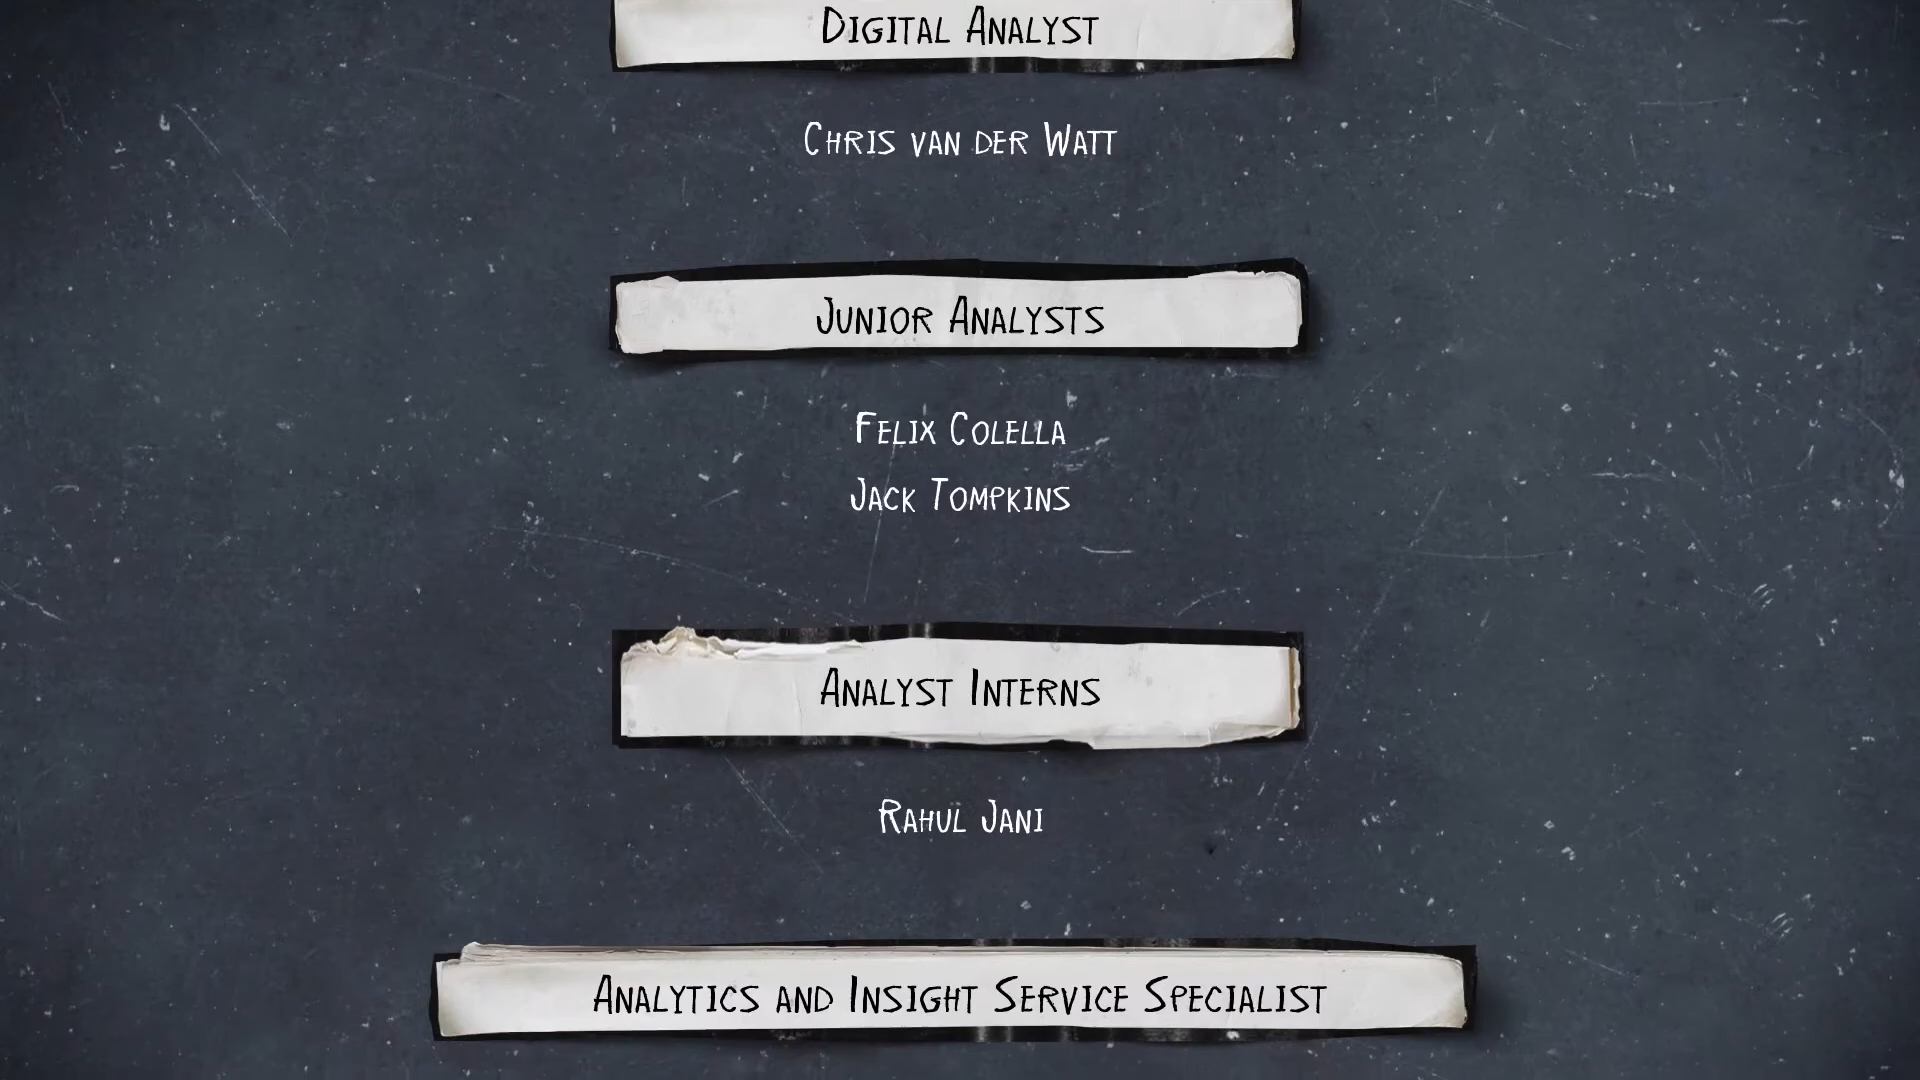 Digital Analyst
Chris van der Watt
Junior Analysts
Felix Colella
Jack Tompkins
Analyst Interns
Rahul Jani
Analytics and Insight Service Specialist